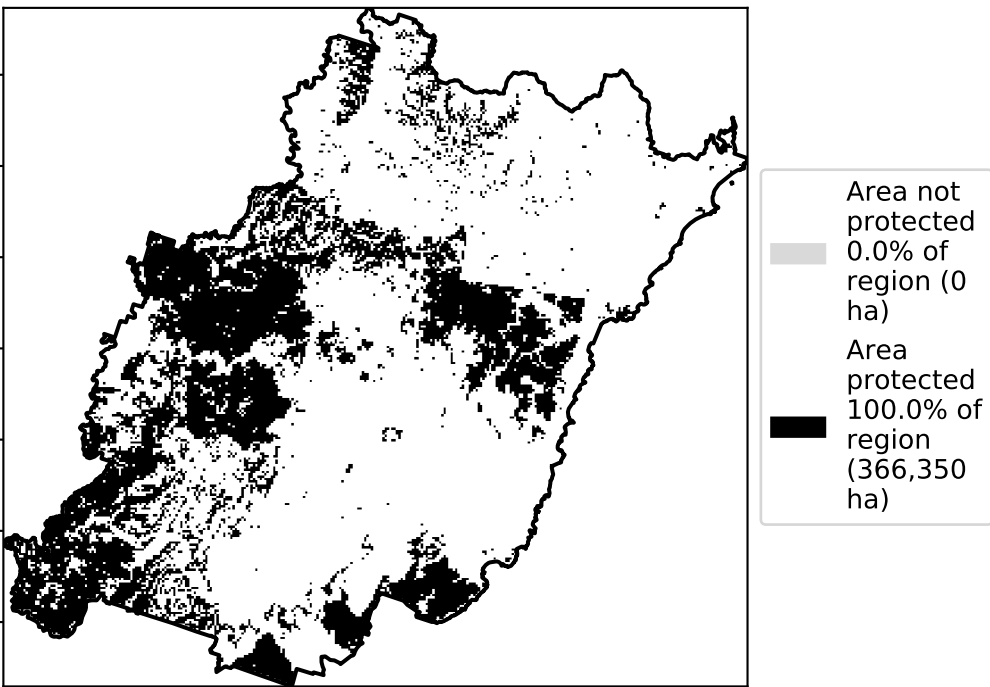 Area not
protected
0.0% of
region (0
ha)
Area
protected
100.0% of
region
(366,350
ha)